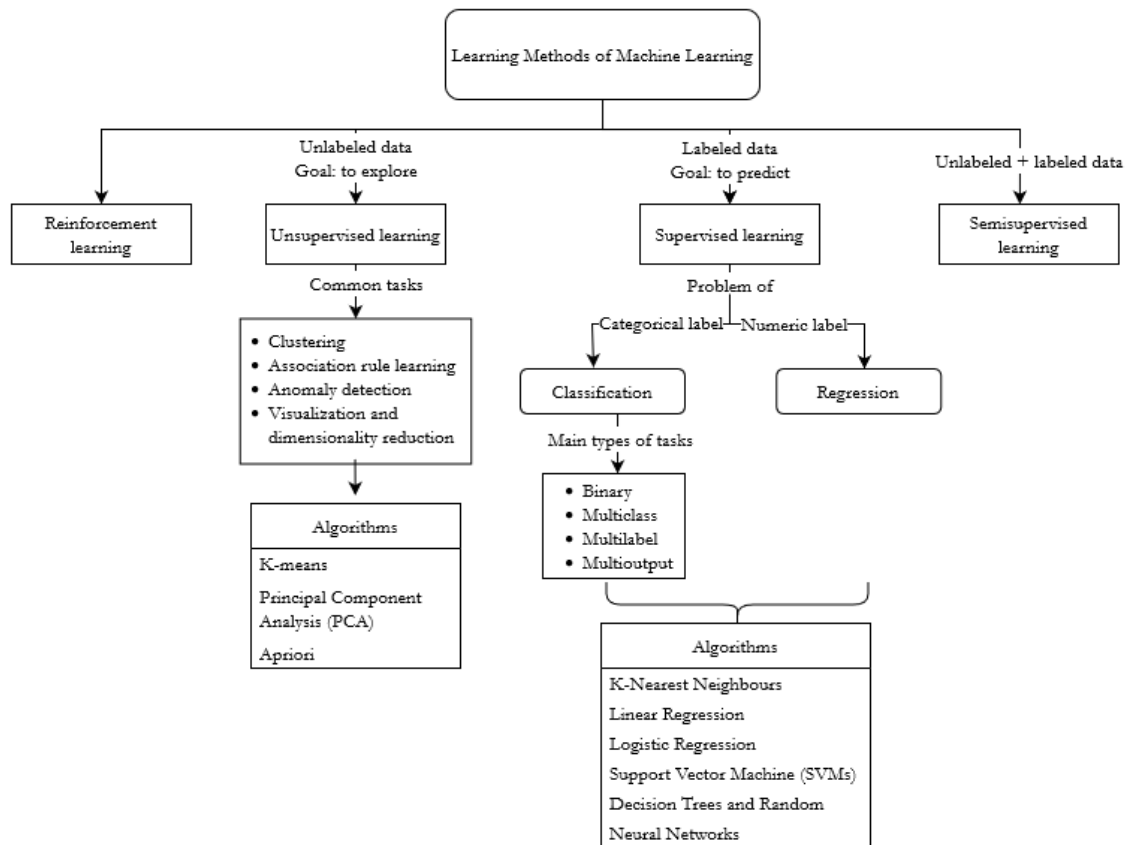 Learning Methods of Machine Learning
Unlabeled data
Goal: to explore
Labeled data
Goal: to predict
Unlabeled + labeled data
Reinforcement
learning
Unsupervised learning
Supervised learning
Semisupervised
learning
Common tasks
• Clustering
• Association rule learning
• Anomaly detection
• Visualization and
dimensionality reduction
Algorithms
K-means
Principal Component
Analysis (PCA)
Apriori
Problem of
Categorical label
Numeric label
Classification
Regression
Main types of tasks
• Binary
• Multiclass
• Multilabel
• Multioutput
Algorithms
K-Nearest Neighbours
Linear Regression
Logistic Regression
Support Vector Machine (SVMs)
Decision Trees and Random
Neural Networks